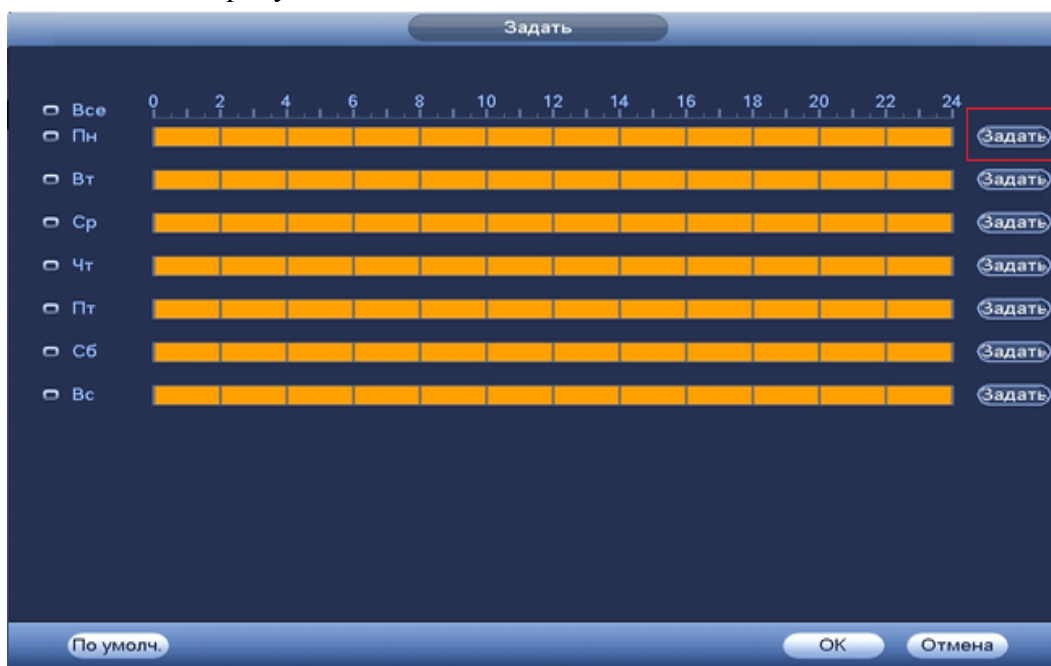 Задать
Все 0 2 4 6 8 10 12 14 16 18 20 22 24
Пн Задать
Вт Задать
Ср Задать
Чт Задать
Пт Задать
Сб Задать
Вс Задать
По умолч. OK Отмена